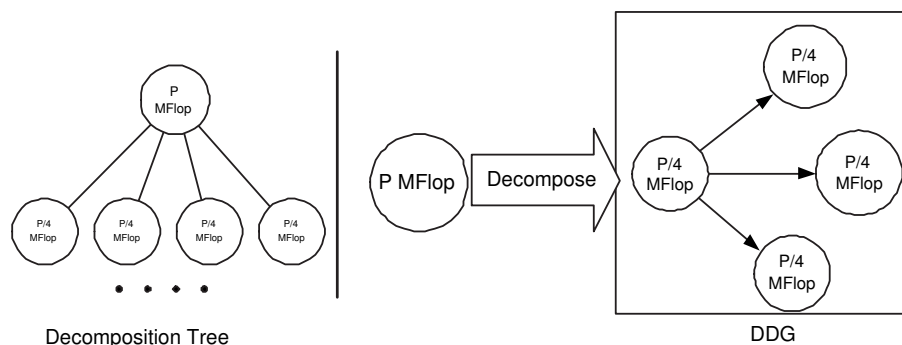 P
MFlop
P/4
MFlop
P/4
MFlop
P/4
MFlop
P/4
MFlop
Decomposition Tree
P MFlop
Decompose
P/4
MFlop
P/4
MFlop
P/4
MFlop
P/4
MFlop
DDG